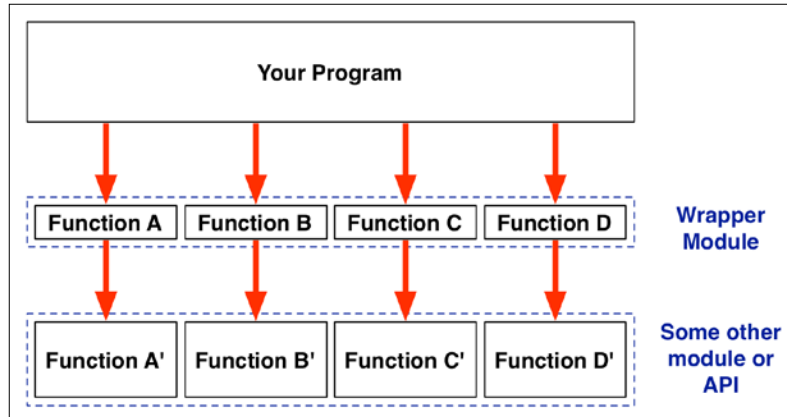 Your Program
Function A Function B Function C Function D
Wrapper
Module
Function A' Function B' Function C' Function D'
Some other
module or
API